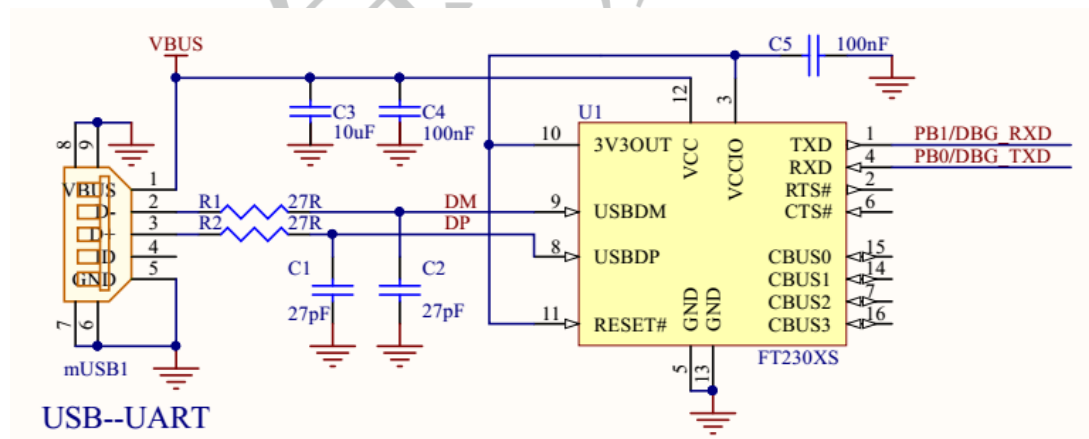 VBUS
C5 100nF
C3
10uF
C4
100nF
12
3
U1
8
9
10 3V3OUT
VCC
VCCIO
TXD 1 PB1/DBG_RXD
RXD 4 PB0/DBG_TXD
RTS# 2
CTS# 6
VBUS 1
D- 2
D+ 3
ID 4
GND 5
R1 27R DM 9 USBDM
R2 27R DP 8 USBDP
C1
27pF
C2
27pF
CBUS0 15
CBUS1 14
CBUS2 7
CBUS3 16
11 RESET#
GND
GND
7
6
5
13
mUSB1
FT230XS
USB--UART